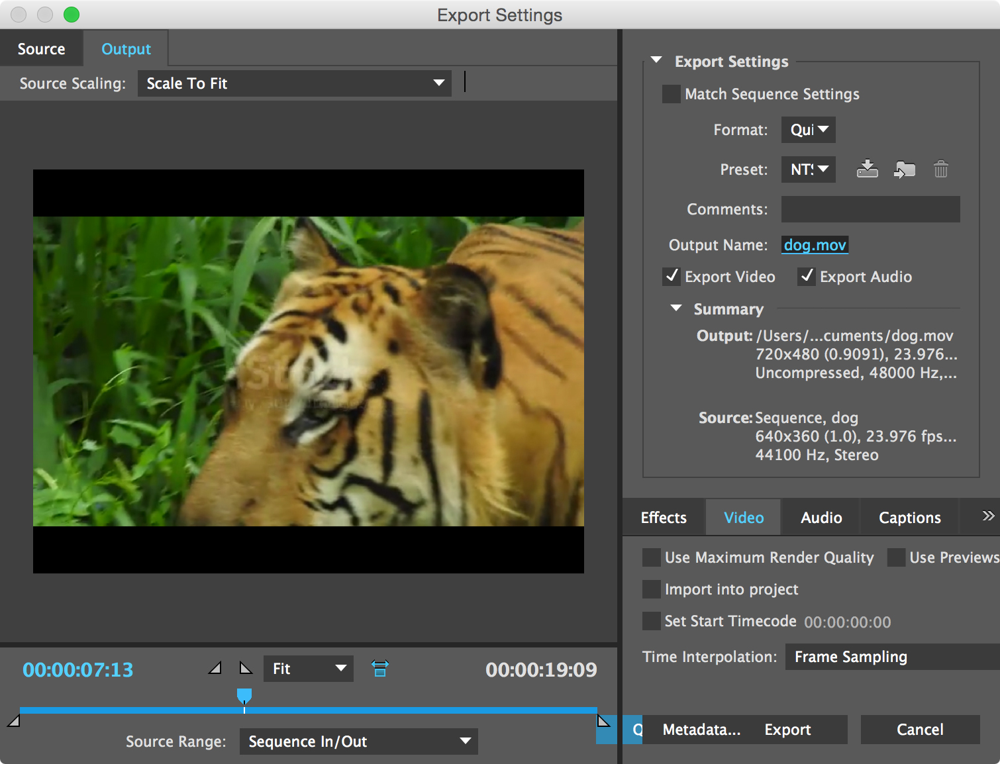 Export Settings
Source
Output
Source Scaling:
Scale To Fit
Export Settings
Match Sequence Settings
Format:
Qui
Preset:
NTS
Comments:
Output Name:
dog.mov
Export Video
Export Audio
Summary
Output: /Users/...cuments/dog.mov
720x480 (0.9091), 23.976...
Uncompressed, 48000 Hz,...
Source: Sequence, dog
640x360 (1.0), 23.976 fps...
44100 Hz, Stereo
Effects
Video
Audio
Captions
Use Maximum Render Quality
Use Previews
Import into project
Set Start Timecode
00:00:00:00
Time Interpolation:
Frame Sampling
00:00:07:13
Fit
00:00:19:09
Source Range:
Sequence In/Out
Q
Metadata...
Export
Cancel